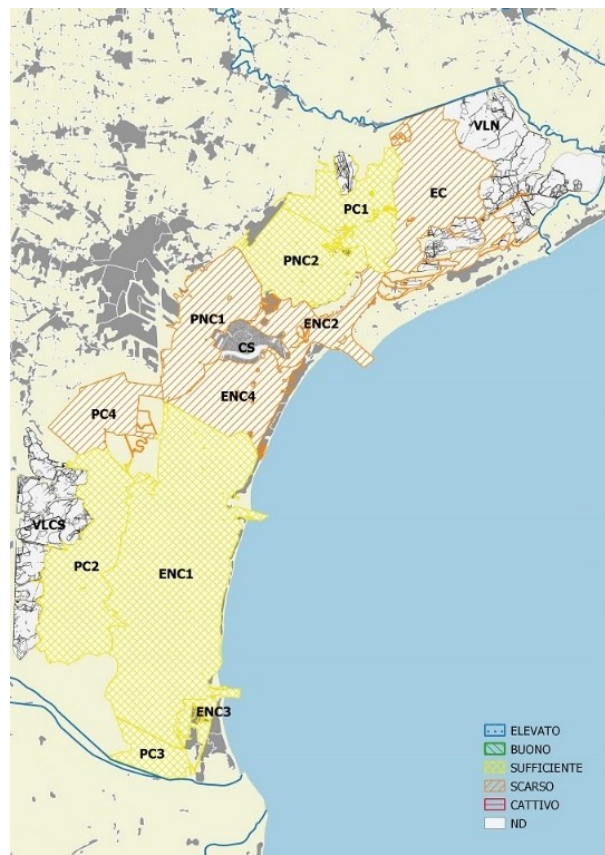 VLN
EC
PC1
PNC2
PNC1
ENC2
CS
ENC4
PC4
VLCS
PC2
ENC1
ENC3
PC3
ELEVATO
BUONO
SUFFICIENTE
SCARSO
CATTIVO
ND